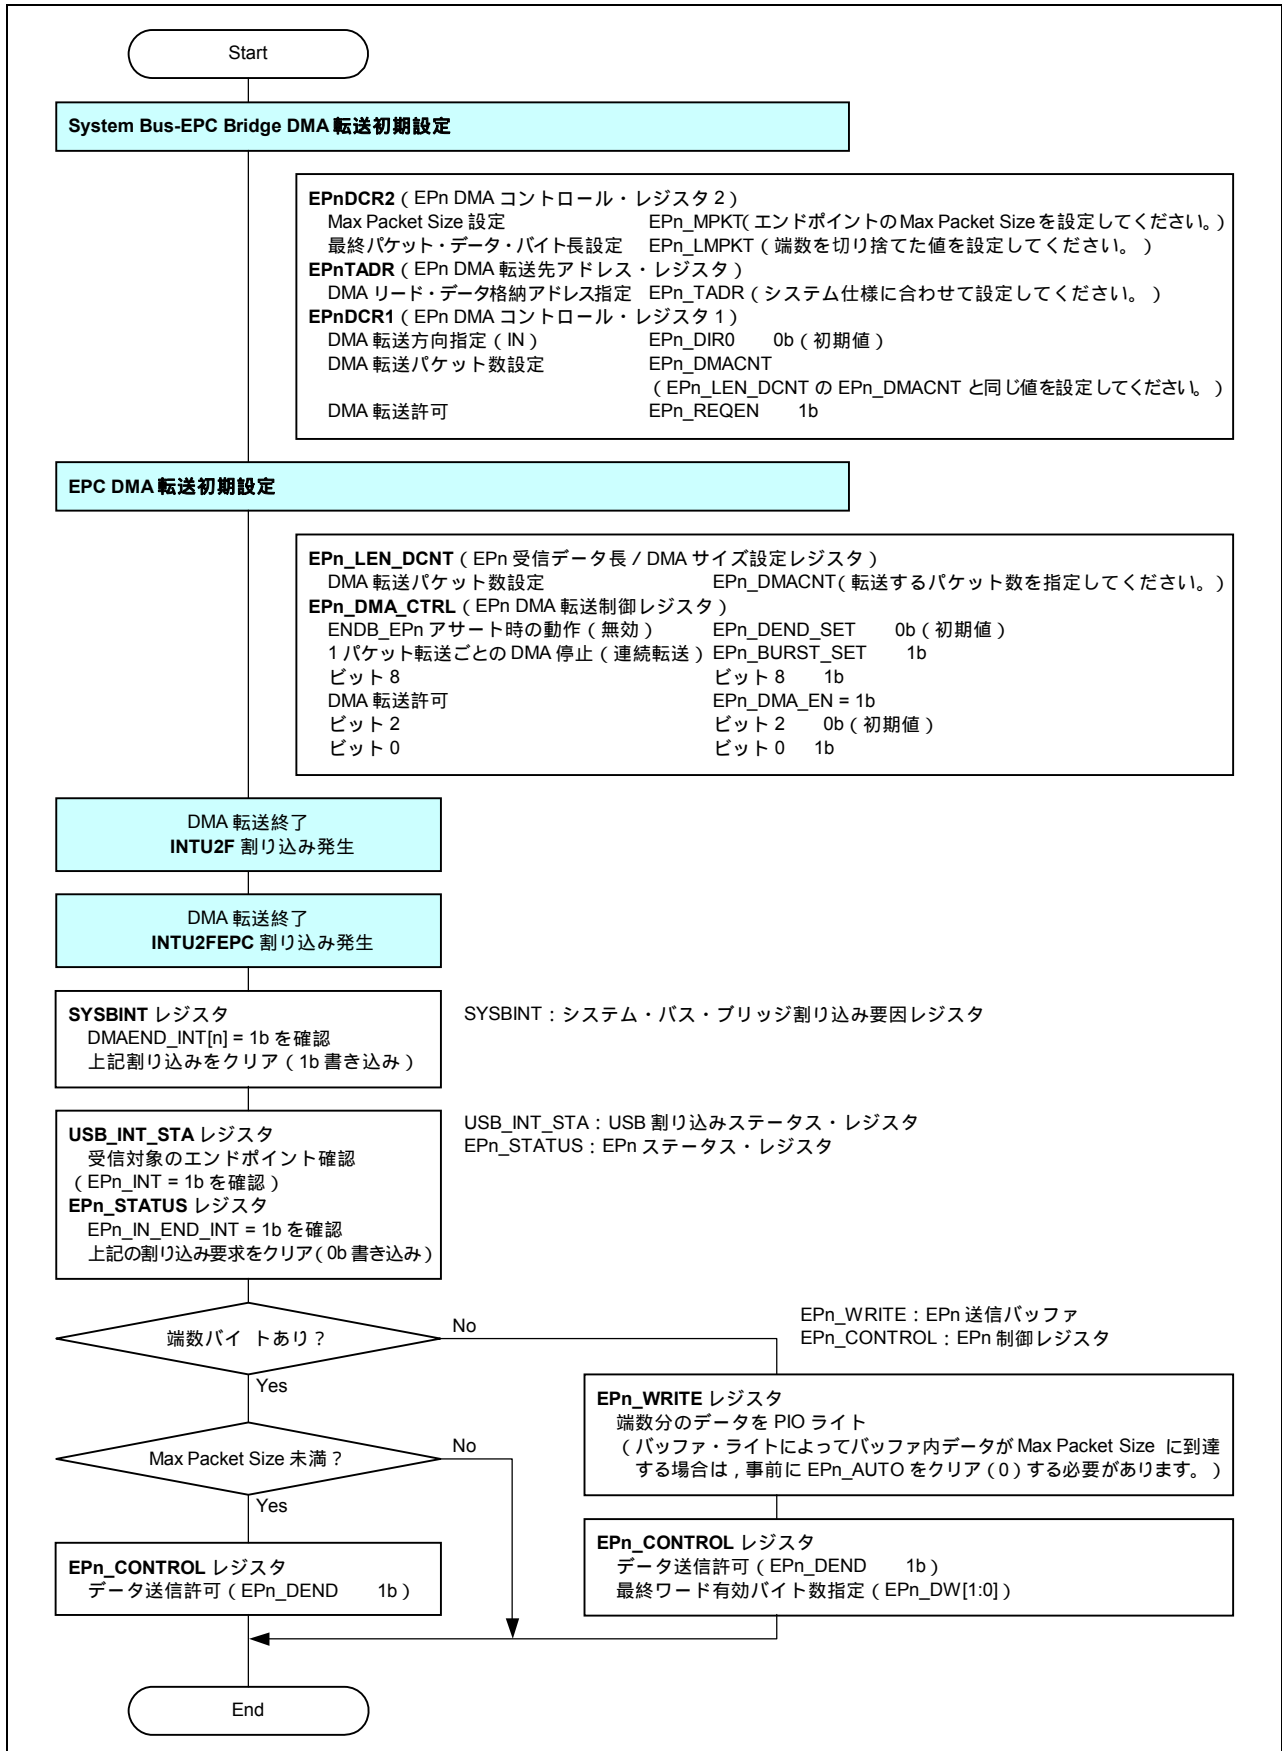 Start
System Bus-EPC Bridge DMA 転送初期設定
EPnDCR2（EPn DMA コントロール・レジスタ 2）
Max Packet Size 設定 EPn_MPKT（エンドポイントの Max Packet Size を設定してください。）
最終パケット・データ・バイト長設定 EPn_LMPKT（端数を切り捨てた値を設定してください。）
EPnTADR（EPn DMA 転送先アドレス・レジスタ）
DMA リード・データ格納アドレス指定 EPn_TADR（システム仕様に合わせて設定してください。）
EPnDCR1（EPn DMA コントロール・レジスタ 1）
DMA 転送方向指定（IN） EPn_DIR0 0b（初期値）
DMA 転送パケット数設定 EPn_DMACNT
（EPn_LEN_DCNT の EPn_DMACNT と同じ値を設定してください。）
DMA 転送許可 EPn_REQEN 1b
EPC DMA 転送初期設定
EPn_LEN_DCNT（EPn 受信データ長／DMA サイズ設定レジスタ）
DMA 転送パケット数設定 EPn_DMACNT（転送するパケット数を指定してください。）
EPn_DMA_CTRL（EPn DMA 転送制御レジスタ）
ENDB_EPn アサート時の動作（無効） EPn_DEND_SET 0b（初期値）
1 パケット転送ごとの DMA 停止（連続転送） EPn_BURST_SET 1b
ビット 8 ビット 8 1b
DMA 転送許可 EPn_DMA_EN = 1b
ビット 2 ビット 2 0b（初期値）
ビット 0 ビット 0 1b
DMA 転送終了
INTU2F 割り込み発生
DMA 転送終了
INTU2FEPC 割り込み発生
SYSBINT レジスタ
DMAEND_INT[n] = 1b を確認
上記割り込みをクリア（1b 書き込み）
SYSBINT：システム・バス・ブリッジ割り込み要因レジスタ
USB_INT_STA レジスタ
受信対象のエンドポイント確認
（EPn_INT = 1b を確認）
EPn_STATUS レジスタ
EPn_IN_END_INT = 1b を確認
上記の割り込み要求をクリア（0b 書き込み）
USB_INT_STA：USB 割り込みステータス・レジスタ
EPn_STATUS：EPn ステータス・レジスタ
端数バイ トあり？
No
Yes
EPn_WRITE：EPn 送信バッファ
EPn_CONTROL：EPn 制御レジスタ
EPn_WRITE レジスタ
端数分のデータを PIO ライト
（バッファ・ライトによってバッファ内データが Max Packet Size に到達
する場合は，事前に EPn_AUTO をクリア（0）する必要があります。）
Max Packet Size 未満？
No
Yes
EPn_CONTROL レジスタ
データ送信許可（EPn_DEND 1b）
EPn_CONTROL レジスタ
データ送信許可（EPn_DEND 1b）
最終ワード有効バイト数指定（EPn_DW[1:0]）
End